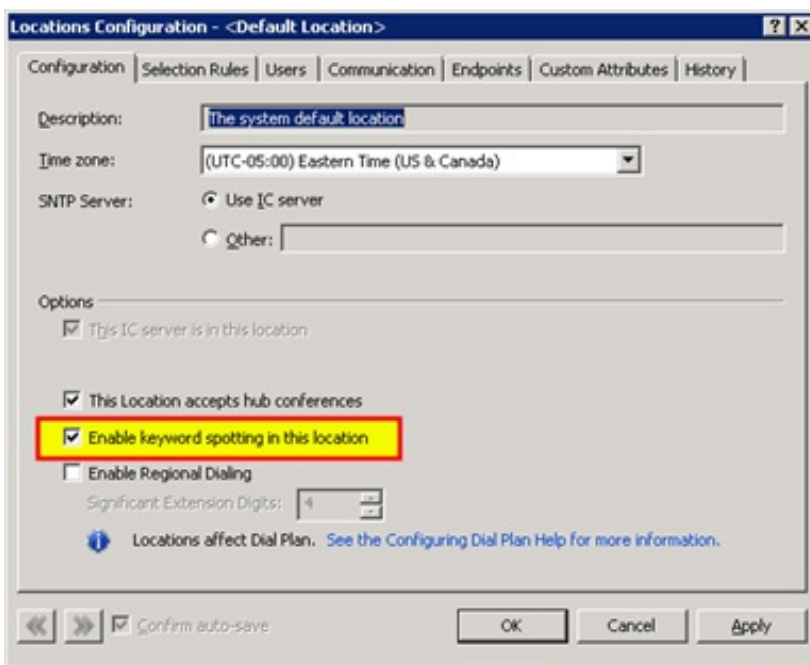 Locations Configuration - <Default Location>
Configuration Selection Rules Users Communication Endpoints Custom Attributes History
Description: The system default location
Time zone: (UTC-05:00) Eastern Time (US & Canada)
SNTP Server: Use IC server
Other:
Options
This IC server is in this location
This Location accepts hub conferences
Enable keyword spotting in this location
Enable Regional Dialing
Significant Extension Digits: 4
Locations affect Dial Plan. See the Configuring Dial Plan Help for more information.
Confirm auto-save OK Cancel Apply